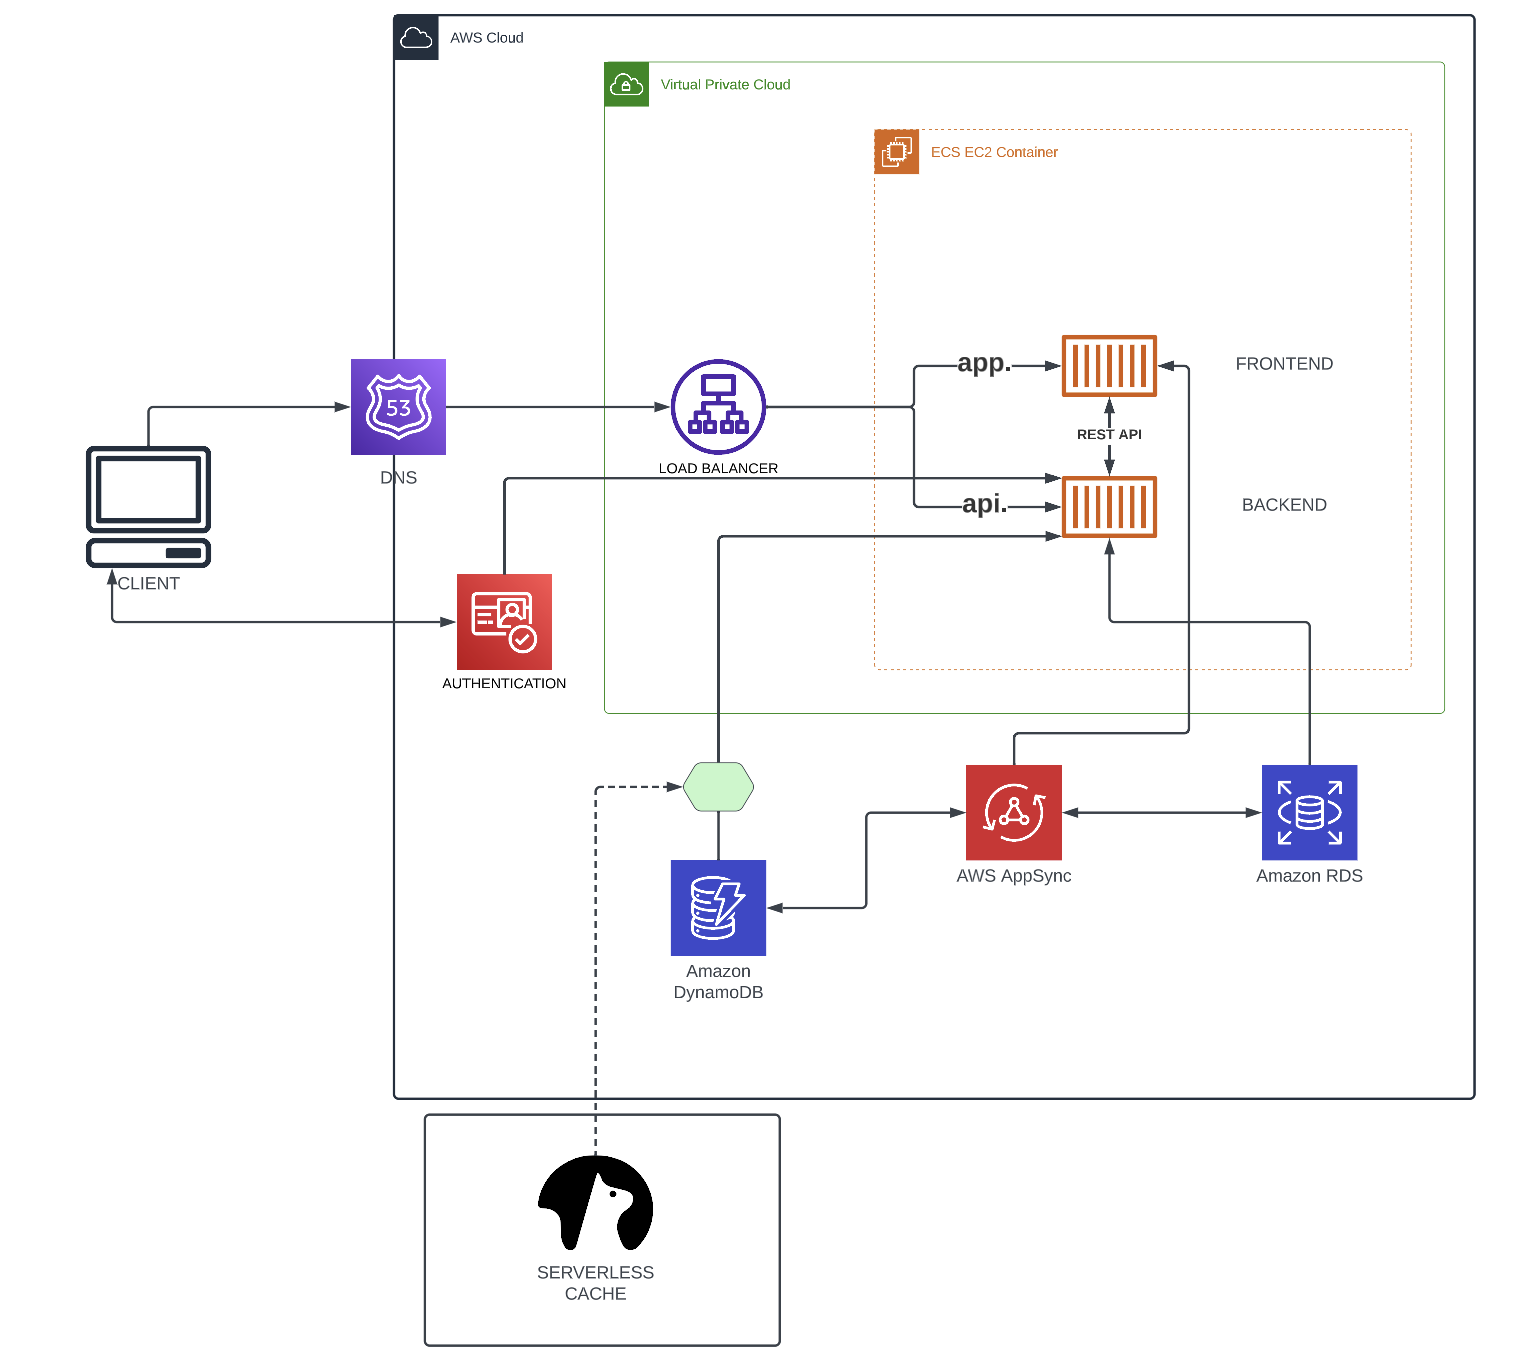 AWS Cloud
Virtual Private Cloud
ECS EC2 Container
app.
FRONTEND
53
REST API
LOAD BALANCER
DNS
api.
BACKEND
CLIENT
AUTHENTICATION
AWS AppSync
Amazon RDS
Amazon
DynamoDB
SERVERLESS
CACHE